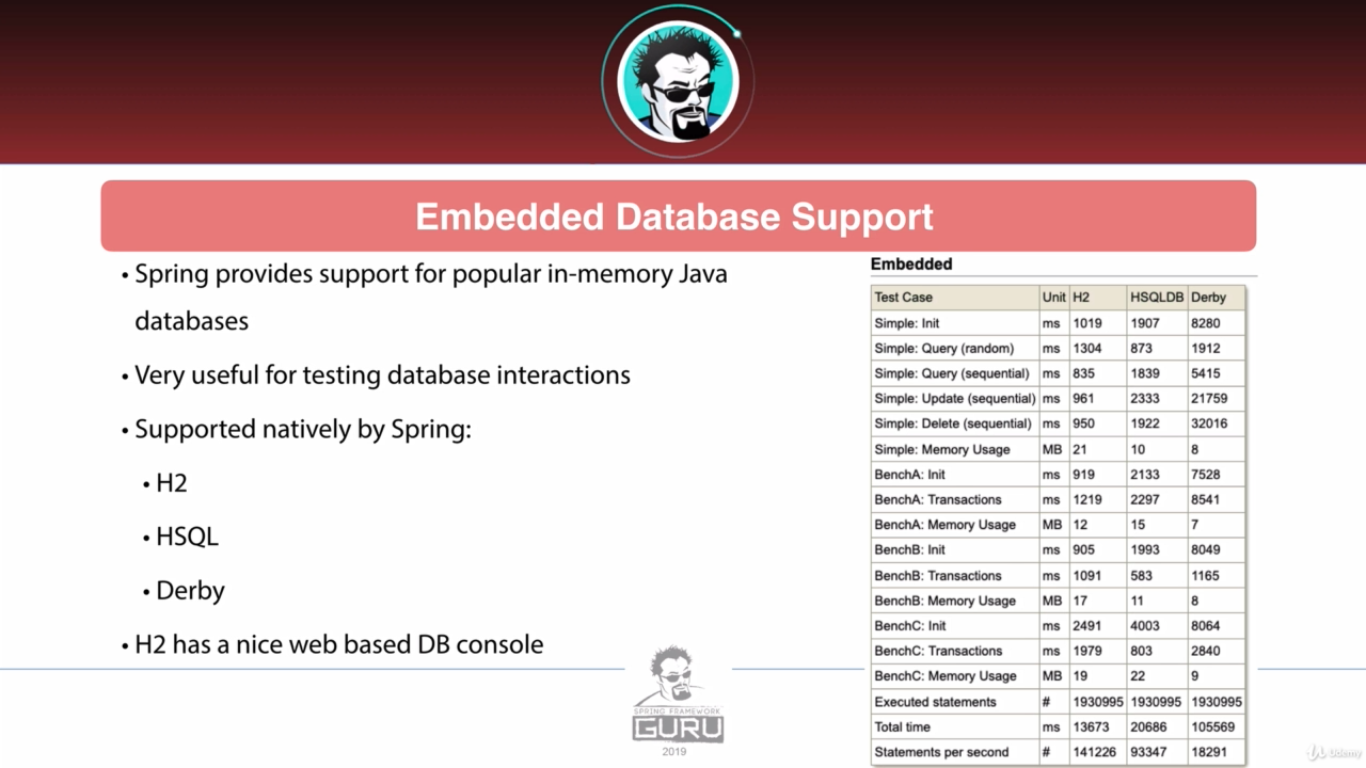 Embedded Database Support
• Spring provides support for popular in-memory Java
databases
• Very useful for testing database interactions
• Supported natively by Spring:
• H2
• HSQL
• Derby
• H2 has a nice web based DB console
Embedded
Test Case Unit H2 HSQLDB Derby
Simple: Init ms 1019 1907 8280
Simple: Query (random) ms 1304 873 1912
Simple: Query (sequential) ms 835 1839 5415
Simple: Update (sequential) ms 961 2333 21759
Simple: Delete (sequential) ms 950 1922 32016
Simple: Memory Usage MB 21 10 8
BenchA: Init ms 919 2133 7528
BenchA: Transactions ms 1219 2297 8541
BenchA: Memory Usage MB 12 15 7
BenchB: Init ms 905 1993 8049
BenchB: Transactions ms 1091 583 1165
BenchB: Memory Usage MB 17 11 8
BenchC: Init ms 2491 4003 8064
BenchC: Transactions ms 1979 803 2840
BenchC: Memory Usage MB 19 22 9
Executed statements # 1930995 1930995 1930995
Total time ms 13673 20686 105569
Statements per second # 141226 93347 18291
SPRING FRAMEWORK
GURU
2019
Udemy